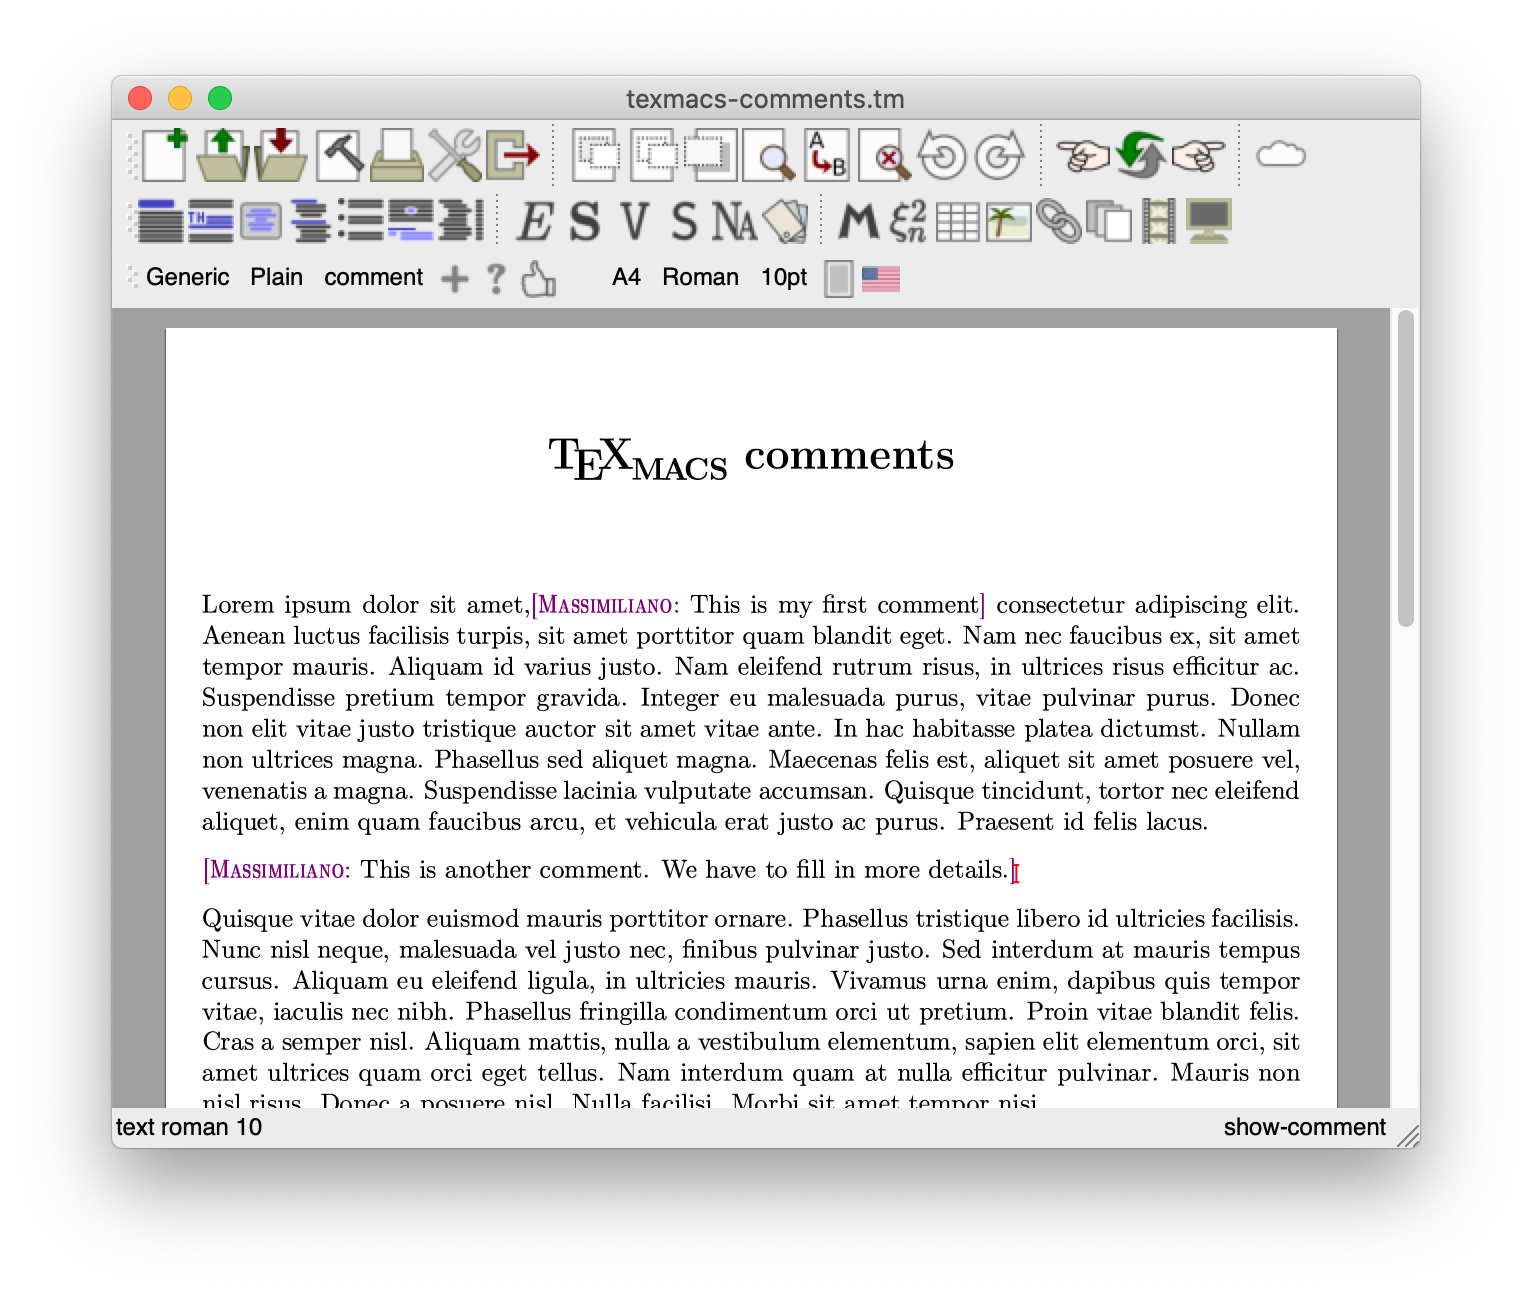 texmacs-comments.tm
A
B
TH
E S V S NA M ξ2n
Generic Plain comment + ? A4 Roman 10pt
TEXMACS comments
Lorem ipsum dolor sit amet,[MASSIMILIANO: This is my first comment] consectetur adipiscing elit.
Aenean luctus facilisis turpis, sit amet porttitor quam blandit eget. Nam nec faucibus ex, sit amet
tempor mauris. Aliquam id varius justo. Nam eleifend rutrum risus, in ultrices risus efficitur ac.
Suspendisse pretium tempor gravida. Integer eu malesuada purus, vitae pulvinar purus. Donec
non elit vitae justo tristique auctor sit amet vitae ante. In hac habitasse platea dictumst. Nullam
non ultrices magna. Phasellus sed aliquet magna. Maecenas felis est, aliquet sit amet posuere vel,
venenatis a magna. Suspendisse lacinia vulputate accumsan. Quisque tincidunt, tortor nec eleifend
aliquet, enim quam faucibus arcu, et vehicula erat justo ac purus. Praesent id felis lacus.
[MASSIMILIANO: This is another comment. We have to fill in more details.]
Quisque vitae dolor euismod mauris porttitor ornare. Phasellus tristique libero id ultricies facilisis.
Nunc nisl neque, malesuada vel justo nec, finibus pulvinar justo. Sed interdum at mauris tempus
cursus. Aliquam eu eleifend ligula, in ultricies mauris. Vivamus urna enim, dapibus quis tempor
vitae, iaculis nec nibh. Phasellus fringilla condimentum orci ut pretium. Proin vitae blandit felis.
Cras a semper nisl. Aliquam mattis, nulla a vestibulum elementum, sapien elit elementum orci, sit
amet ultrices quam orci eget tellus. Nam interdum quam at nulla efficitur pulvinar. Mauris non
nisl risus. Donec a posuere nisl. Nulla facilisi. Morbi sit amet tempor nisi.
text roman 10 show-comment